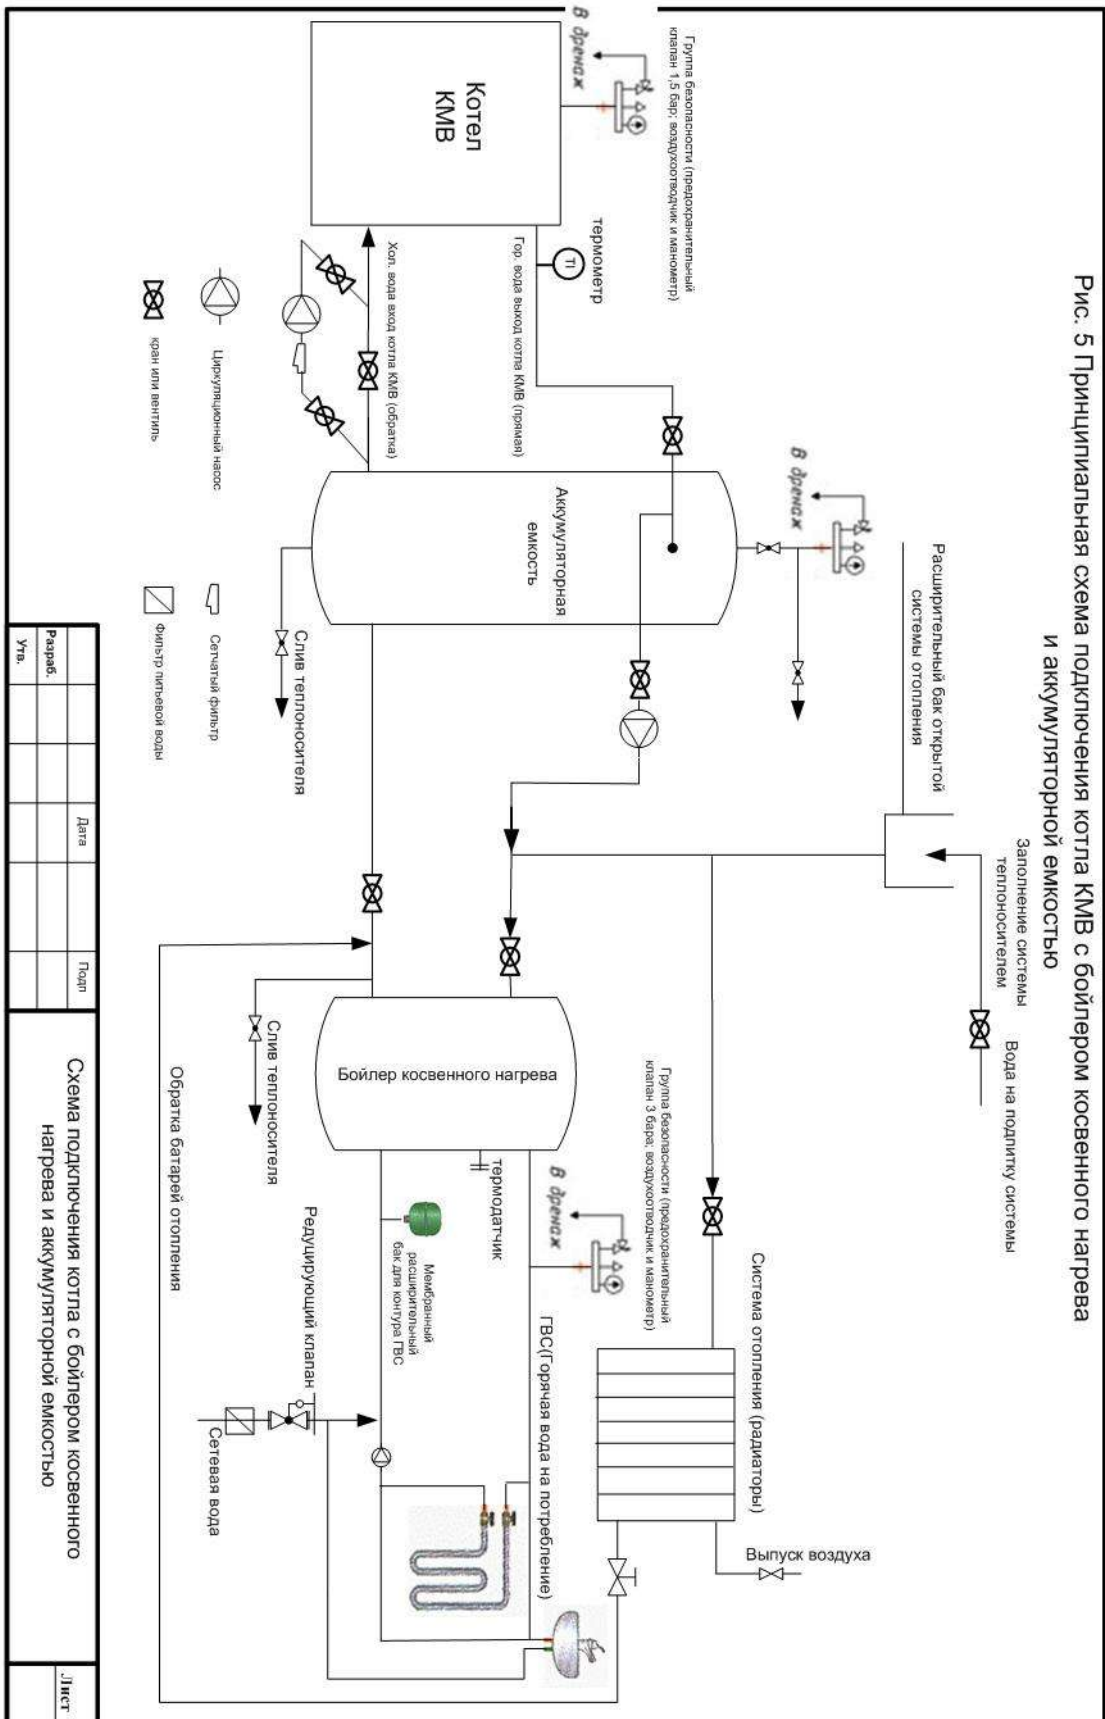 Рис. 5 Принципиальная схема подключения котла КМВ с бойлером косвенного нагрева
и аккумуляторной емкостью
Группа безопасности (предохранительный
клапан 1,5 бар; воздухоотводчик и манометр)
В дренаж
Котел
КМВ
термометр
TI
Гор. вода выход котла КМВ (прямая)
Хол. вода вход котла КМВ (обратка)
Циркуляционный насос
кран или вентиль
Сетчатый фильтр
Фильтр питьевой воды
В дренаж
Аккумуляторная
емкость
Слив теплоносителя
Расширительный бак открытой
системы отопления
Заполнение системы
теплоносителем
Вода на подпитку системы
Бойлер косвенного нагрева
Слив теплоносителя
Обратка батарей отопления
Группа безопасности (предохранительный
клапан 3 бара; воздухоотводчик и манометр)
В дренаж
термодатчик
Мембранный
расширительный
бак для контура ГВС
Редуцирующий клапан
Сетевая вода
ГВС(Горячая вода на потребление)
Система отопления (радиаторы)
Выпуск воздуха
Дата
Подп
Разраб.
Утв.
Схема подключения котла с бойлером косвенного
нагрева и аккумуляторной емкостью
Лист